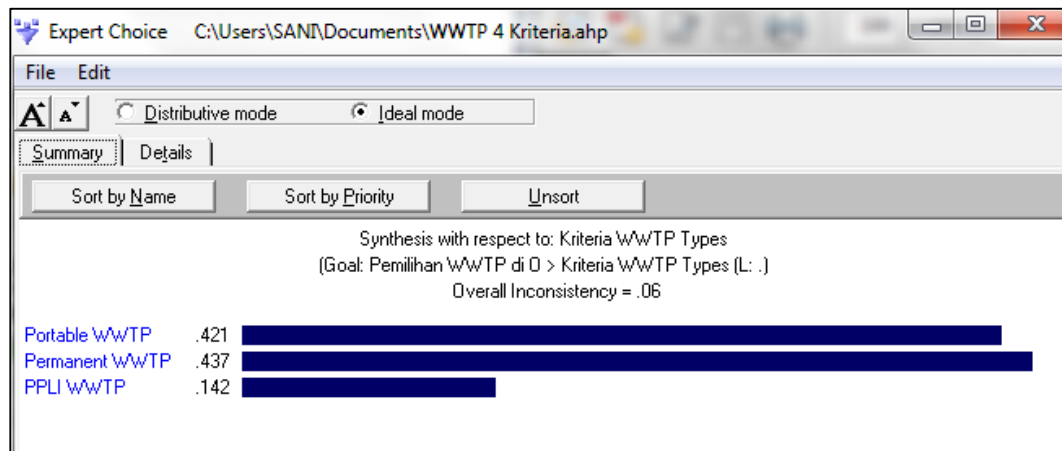 Expert Choice C:\Users\SANI\Documents\WWTP 4 Kriteria.ahp
File Edit
A A Distributive mode Ideal mode
Summary Details
Sort by Name Sort by Priority Unsort
Synthesis with respect to: Kriteria WWTP Types
(Goal: Pemilihan WWTP di O > Kriteria WWTP Types (L: .)
Overall Inconsistency = .06
Portable WWTP .421
Permanent WWTP .437
PPLI WWTP .142